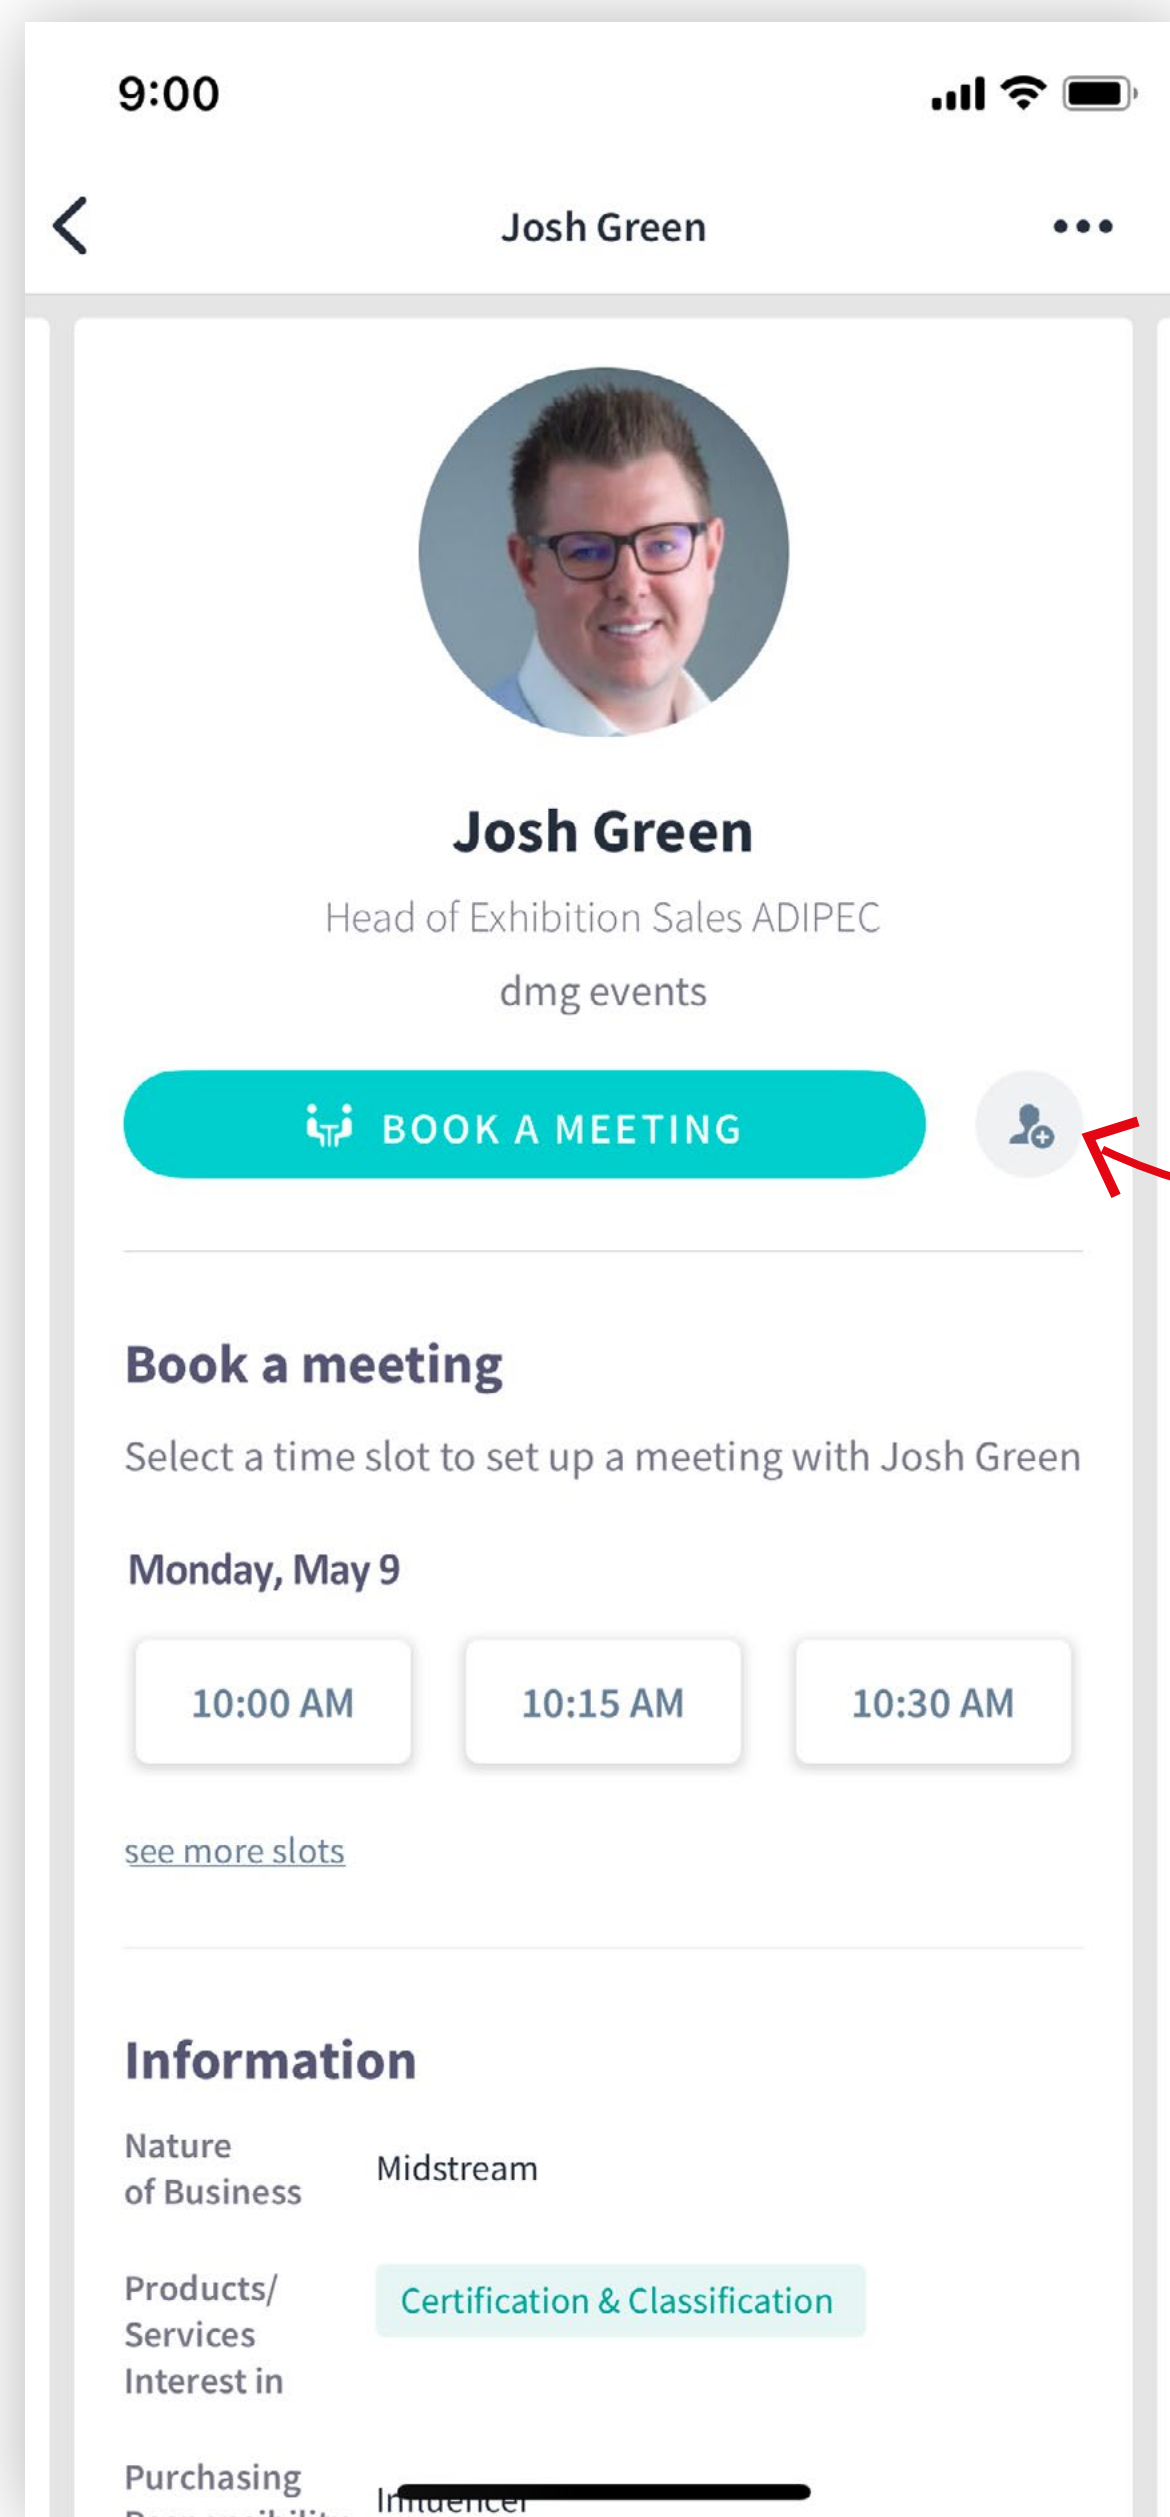 9:00
Josh Green
Josh Green
Head of Exhibition Sales ADIPEC
dmg events
BOOK A MEETING
Book a meeting
Select a time slot to set up a meeting with Josh Green
Monday, May 9
10:00 AM
10:15 AM
10:30 AM
see more slots
Information
Nature
of Business
Midstream
Products/
Services
Interest in
Certification & Classification
Purchasing
Influencer